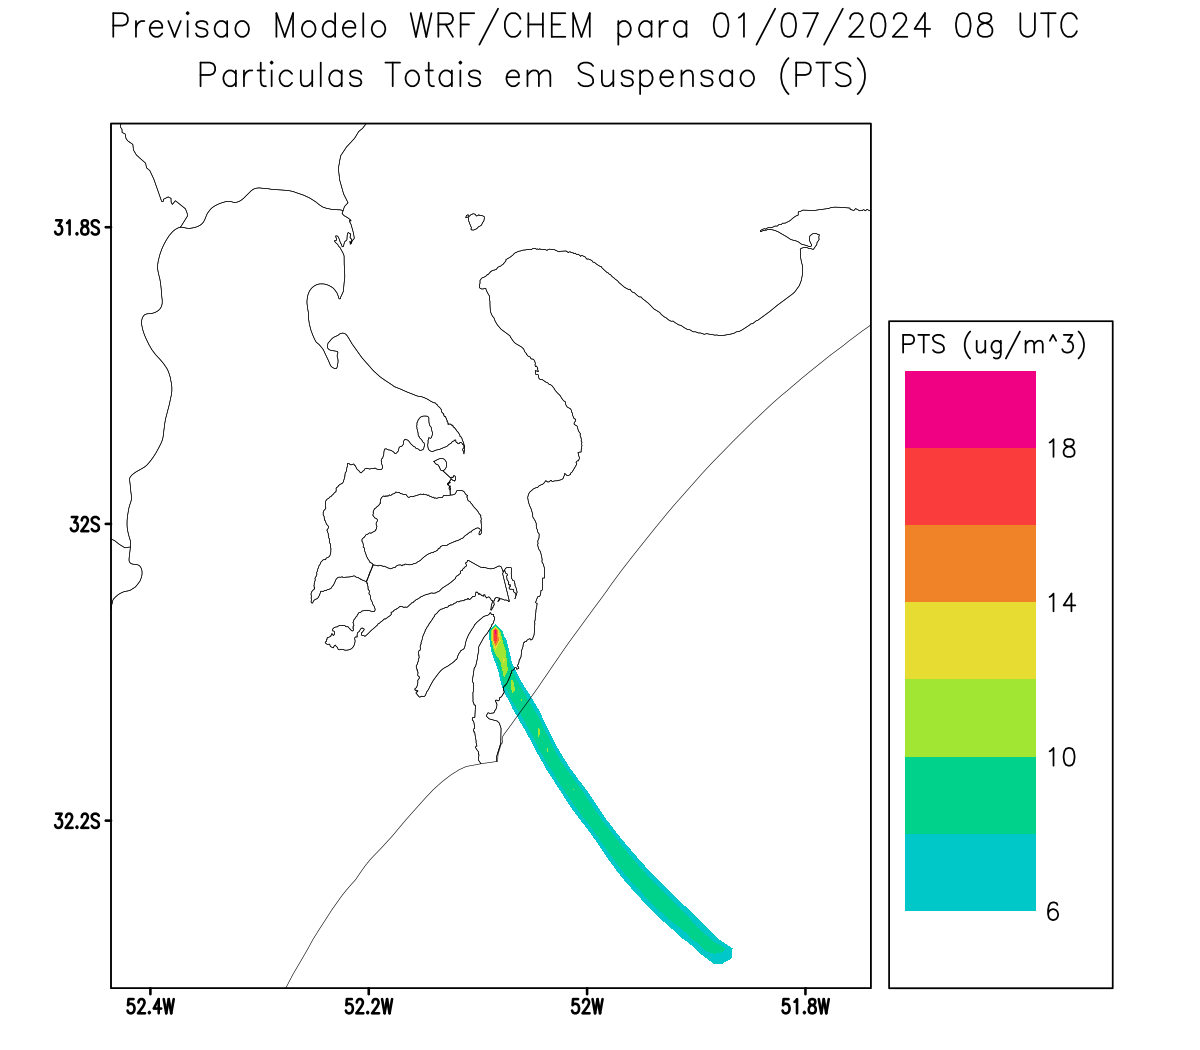 Previsao Modelo WRF/CHEM para 01/07/2024 08 UTC
Particulas Totais em Suspensao (PTS)
31.8S
32S
32.2S
52.4W
52.2W
52W
51.8W
PTS (ug/m^3)
18
14
10
6